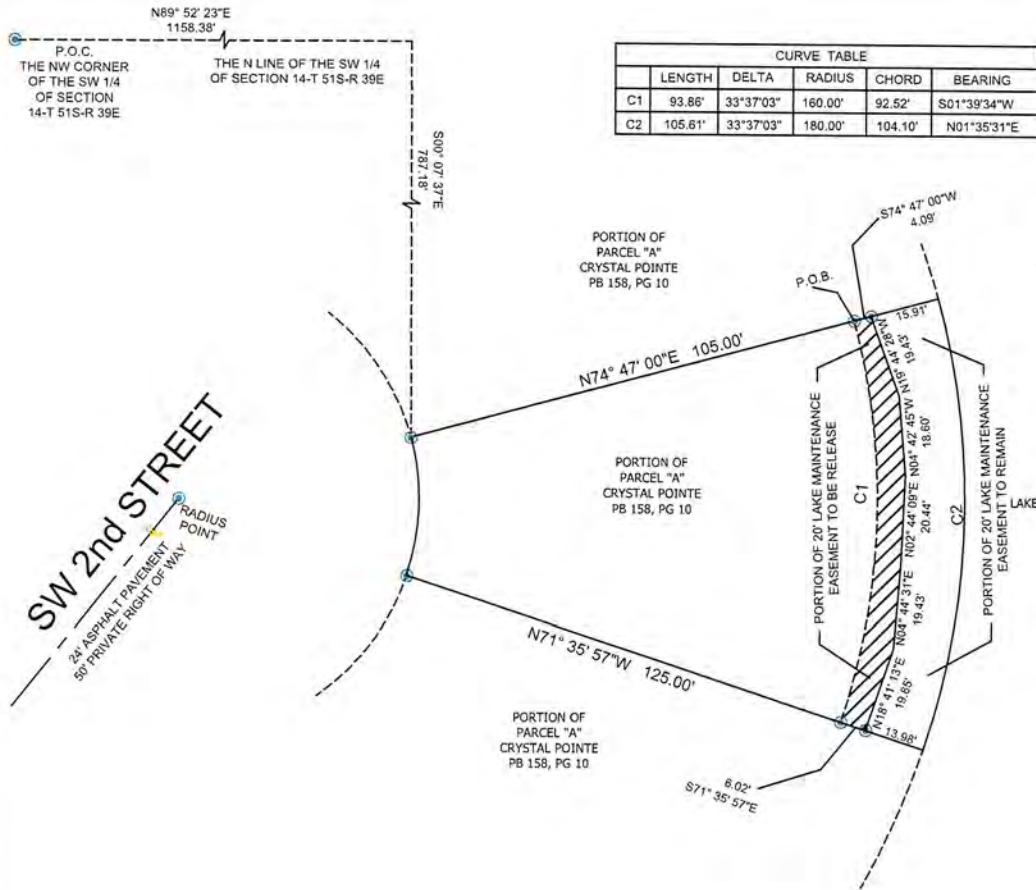 N89° 52' 23"E
1158.38'
P.O.C.
THE NW CORNER
OF THE SW 1/4
OF SECTION
14-T 51S-R 39E
THE N LINE OF THE SW 1/4
OF SECTION 14-T 51S-R 39E
S00° 07' 37"E
787.18'
CURVE TABLE
LENGTH DELTA RADIUS CHORD BEARING
C1 93.86' 33°37'03" 160.00' 92.52' S01°39'34"W
C2 105.61' 33°37'03" 180.00' 104.10' N01°35'31"E
S74° 47' 00"W
4.09'
PORTION OF
PARCEL "A"
CRYSTAL POINTE
PB 158, PG 10
P.O.B.
15.91'
N74° 47' 00"E 105.00'
N19° 44' 28"W
19.43'
N04° 42' 45"W
18.60'
N02° 44' 09"E
20.44'
N04° 44' 31"E
19.43'
N18° 41' 13"E
19.85'
PORTION OF 20' LAKE MAINTENANCE
EASEMENT TO BE RELEASE
C1
C2
PORTION OF 20' LAKE MAINTENANCE
EASEMENT TO REMAIN
LAKE
PORTION OF
PARCEL "A"
CRYSTAL POINTE
PB 158, PG 10
SW 2nd STREET
RADIUS
POINT
24' ASPHALT PAVEMENT
50' PRIVATE RIGHT OF WAY
N71° 35' 57"W 125.00'
13.98'
PORTION OF
PARCEL "A"
CRYSTAL POINTE
PB 158, PG 10
6.02'
S71° 35' 57"E